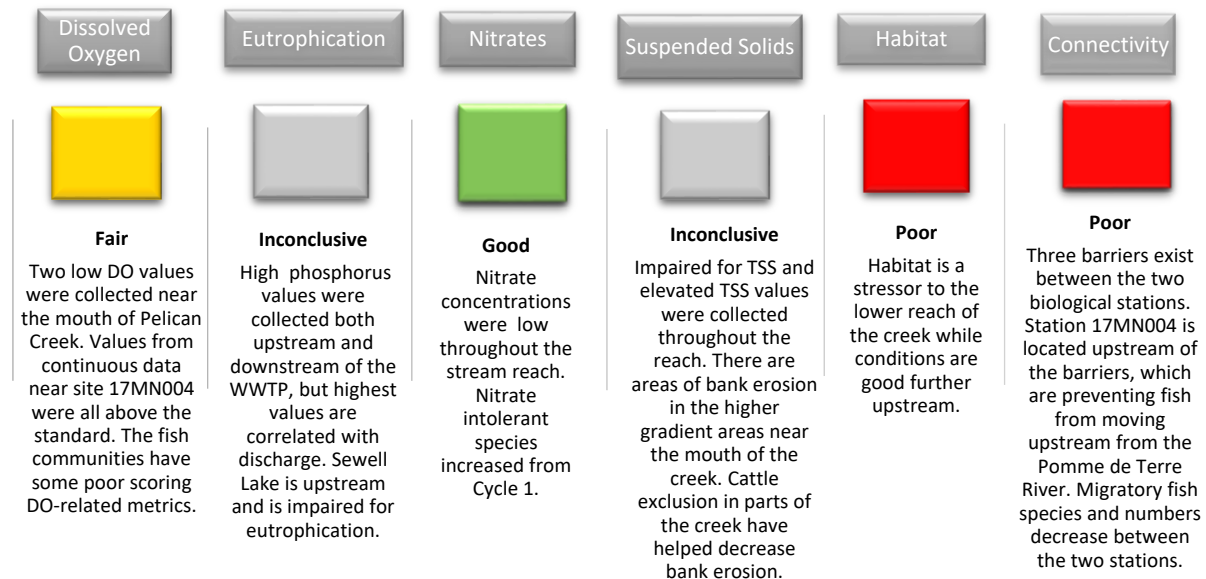 Dissolved
Oxygen
Eutrophication
Nitrates
Suspended Solids
Habitat
Connectivity
Fair
Two low DO values
were collected near
the mouth of Pelican
Creek. Values from
continuous data
near site 17MN004
were all above the
standard. The fish
communities have
some poor scoring
DO-related metrics.
Inconclusive
High phosphorus
values were
collected both
upstream and
downstream of the
WWTP, but highest
values are
correlated with
discharge. Sewell
Lake is upstream
and is impaired for
eutrophication.
Good
Nitrate
concentrations
were low
throughout the
stream reach.
Nitrate
intolerant
species
increased from
Cycle 1.
Inconclusive
Impaired for TSS and
elevated TSS values
were collected
throughout the
reach. There are
areas of bank erosion
in the higher
gradient areas near
the mouth of the
creek. Cattle
exclusion in parts of
the creek have
helped decrease
bank erosion.
Poor
Habitat is a
stressor to the
lower reach of
the creek while
conditions are
good further
upstream.
Poor
Three barriers exist
between the two
biological stations.
Station 17MN004 is
located upstream of
the barriers, which
are preventing fish
from moving
upstream from the
Pomme de Terre
River. Migratory fish
species and numbers
decrease between
the two stations.